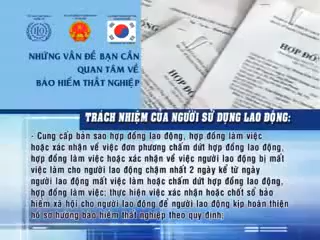 NHỮNG VẤN ĐỀ BẠN CẦN
QUAN TÂM VỀ
BẢO HIỂM THẤT NGHIỆP
HỢP ĐỒNG
HỢP ĐỒNG
TRÁCH NHIỆM CỦA NGƯỜI SỬ DỤNG LAO ĐỘNG:
- Cung cấp bản sao hợp đồng lao động, hợp đồng làm việc
hoặc xác nhận về việc đơn phương chấm dứt hợp đồng lao động,
hợp đồng làm việc hoặc xác nhận về việc người lao động bị mất
việc làm cho người lao động chậm nhất 2 ngày kể từ ngày
người lao động mất việc làm hoặc chấm dứt hợp đồng lao động,
hợp đồng làm việc; thực hiện việc xác nhận hoặc chốt sổ bảo
hiểm xã hội cho người lao động để người lao động kịp hoàn thiện
hồ sơ hưởng bảo hiểm thất nghiệp theo quy định;